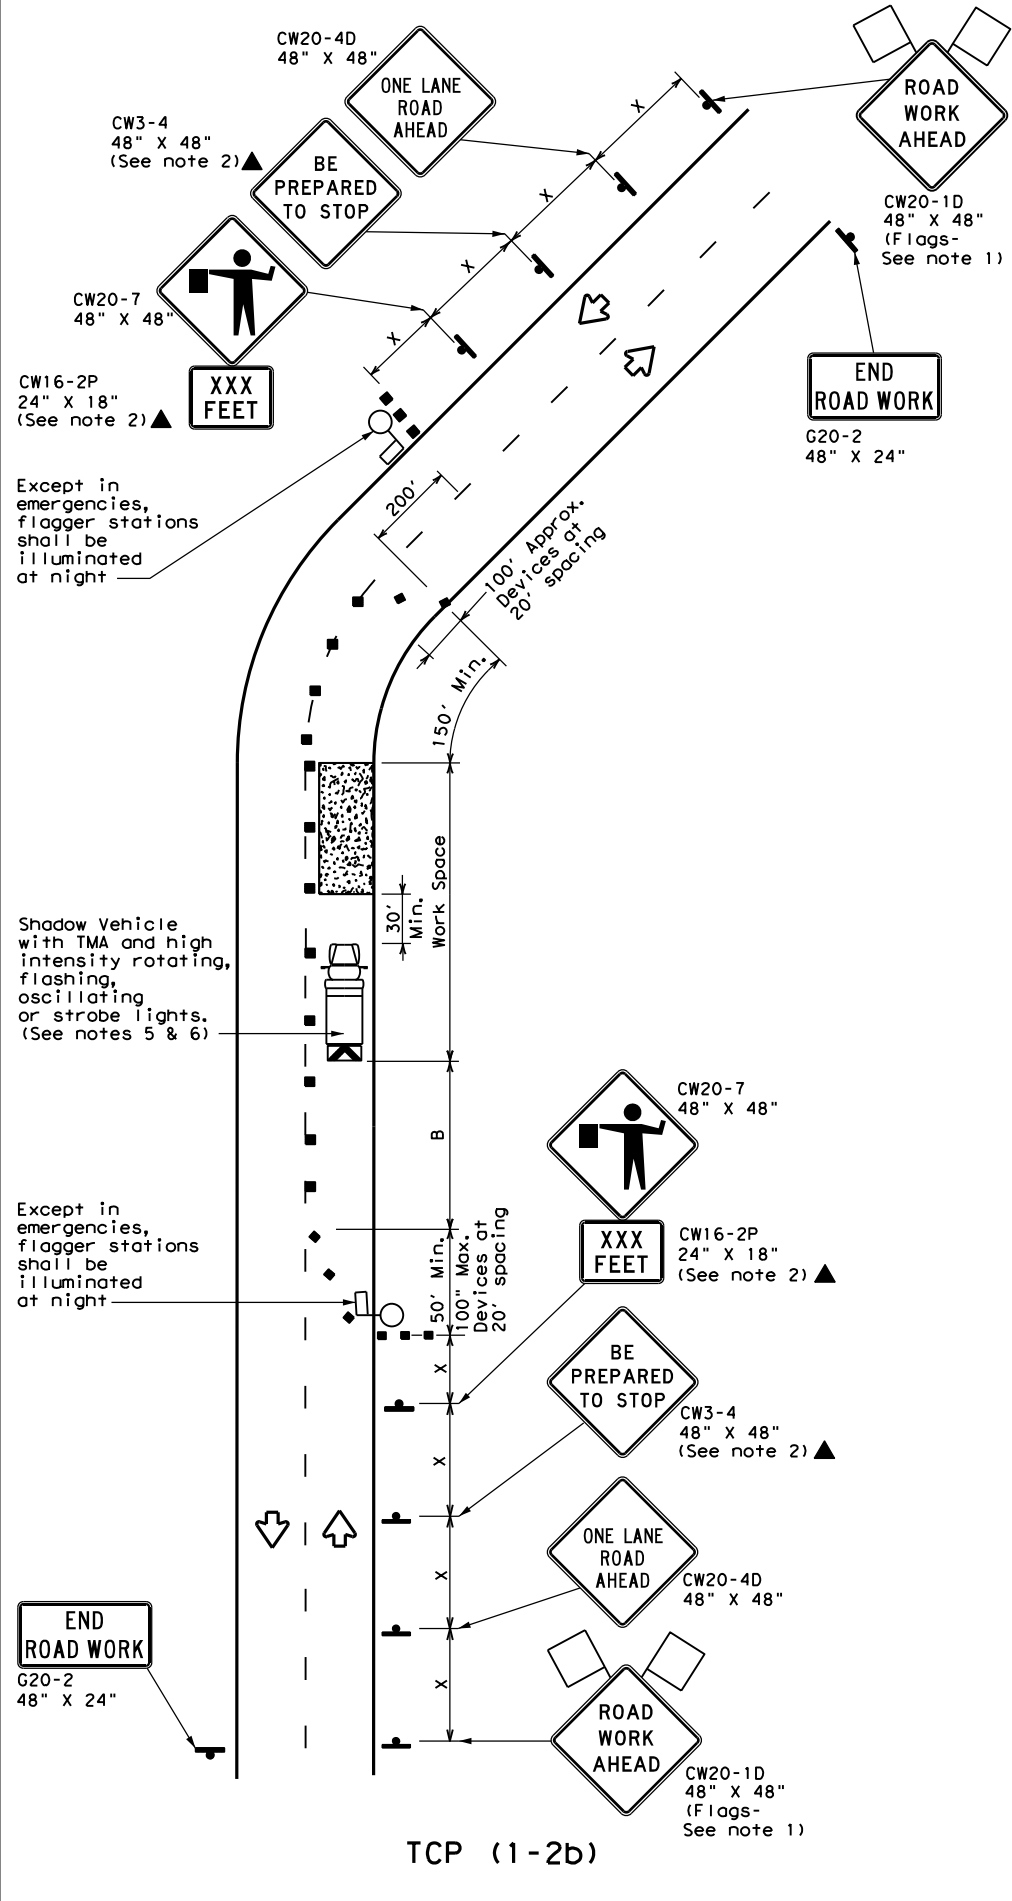 CW20-4D
48" X 48"
ONE LANE
ROAD
AHEAD
ROAD
WORK
AHEAD
CW20-1D
48" X 48"
(Flags-
See note 1)
CW3-4
48" X 48"
(See note 2)
BE
PREPARED
TO STOP
X
X
X
X
CW20-7
48" X 48"
CW16-2P
24" X 18"
(See note 2)
XXX
FEET
END
ROAD WORK
G20-2
48" X 24"
Except in
emergencies,
flagger stations
shall be
illuminated
at night
200'
100' Approx.
Devices at
20' spacing
150' Min.
Work Space
30'
Min.
Shadow Vehicle
with TMA and high
intensity rotating,
flashing,
oscillating
or strobe lights.
(See notes 5 & 6)
B
CW20-7
48" X 48"
XXX
FEET
CW16-2P
24" X 18"
(See note 2)
Except in
emergencies,
flagger stations
shall be
illuminated
at night
50' Min.
100" Max.
Devices at
20' spacing
X
X
X
X
BE
PREPARED
TO STOP
CW3-4
48" X 48"
(See note 2)
ONE LANE
ROAD
AHEAD
CW20-4D
48" X 48"
END
ROAD WORK
G20-2
48" X 24"
ROAD
WORK
AHEAD
CW20-1D
48" X 48"
(Flags-
See note 1)
TCP (1-2b)